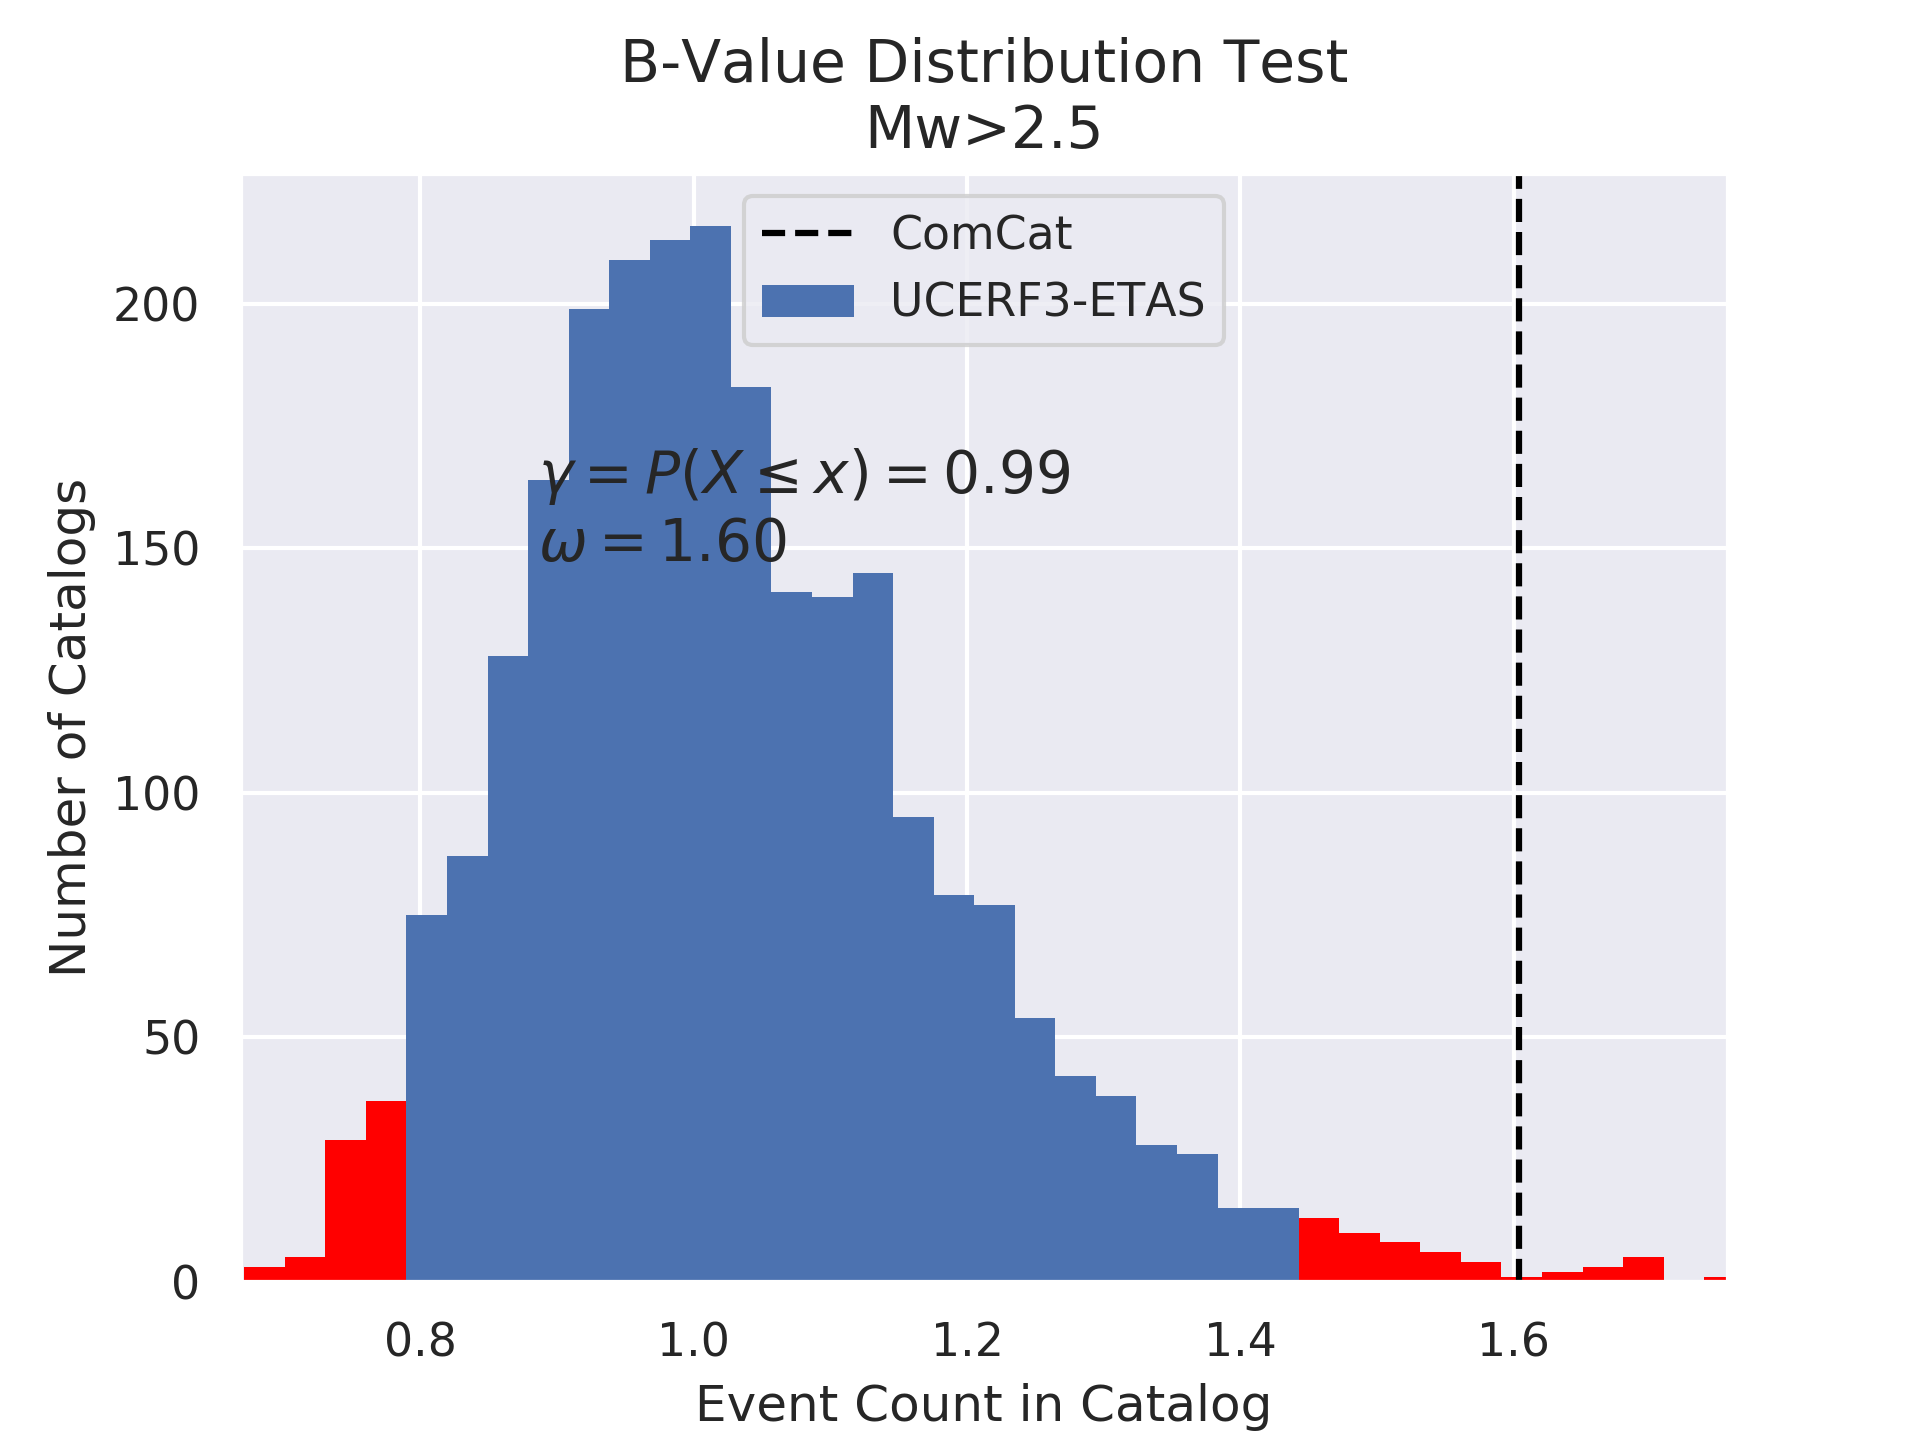 B-Value Distribution Test
Mw>2.5
ComCat
UCERF3-ETAS
γ = P(X ≤ x) = 0.99
ω = 1.60
Number of Catalogs
200
150
100
50
0
0.8 1.0 1.2 1.4 1.6
Event Count in Catalog